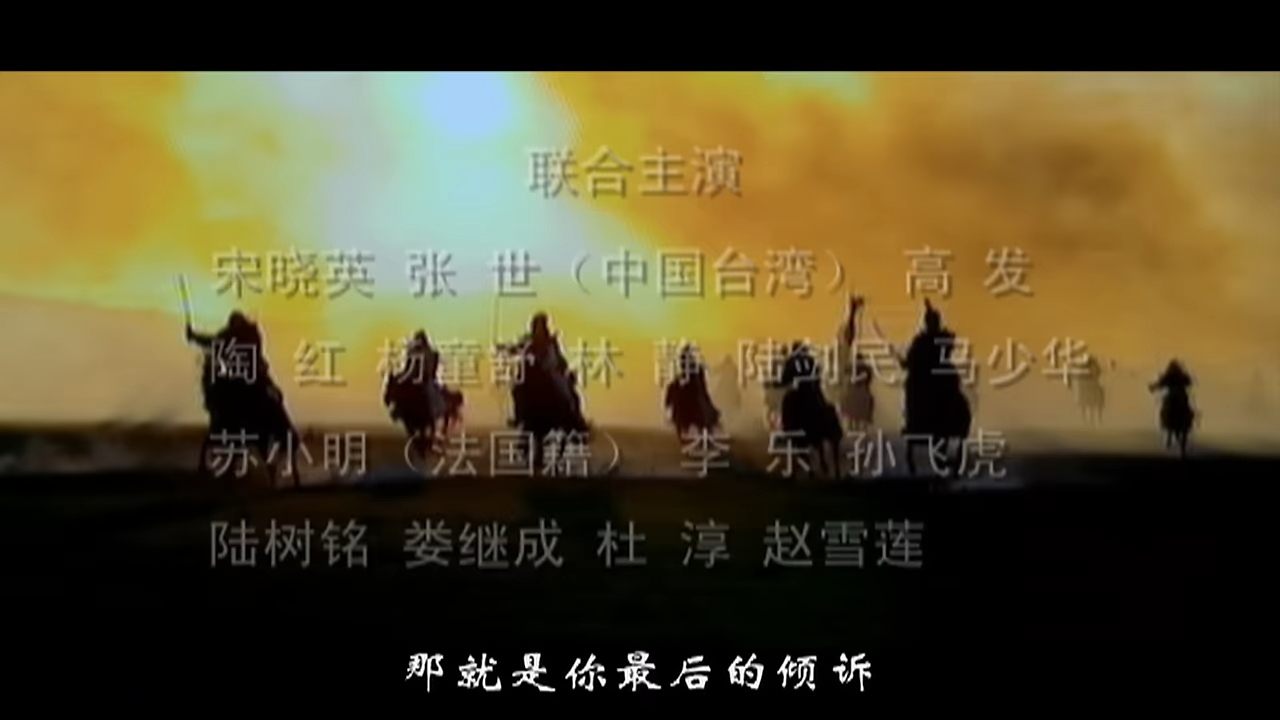 联合主演
宋晓英 张 世（中国台湾） 高 发
陶 红 杨童舒 林 静 陆剑民 马少华
苏小明（法国籍） 李 乐 孙飞虎
陆树铭 娄继成 杜 淳 赵雪莲
那就是你最后的倾诉